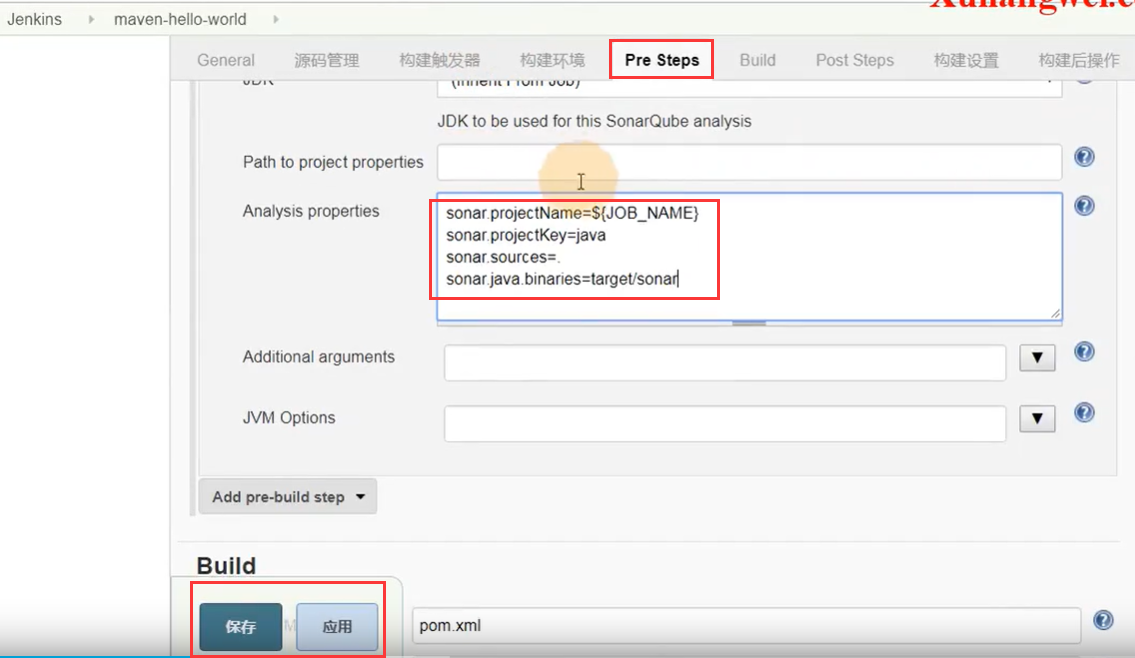 Jenkins maven-hello-world
General 源码管理 构建触发器 构建环境 Pre Steps Build Post Steps 构建设置 构建后操作
JDK (Inherit From Job)
JDK to be used for this SonarQube analysis
Path to project properties
Analysis properties
sonar.projectName=${JOB_NAME}
sonar.projectKey=java
sonar.sources=.
sonar.java.binaries=target/sonar
Additional arguments
JVM Options
Add pre-build step
Build
保存 应用
pom.xml